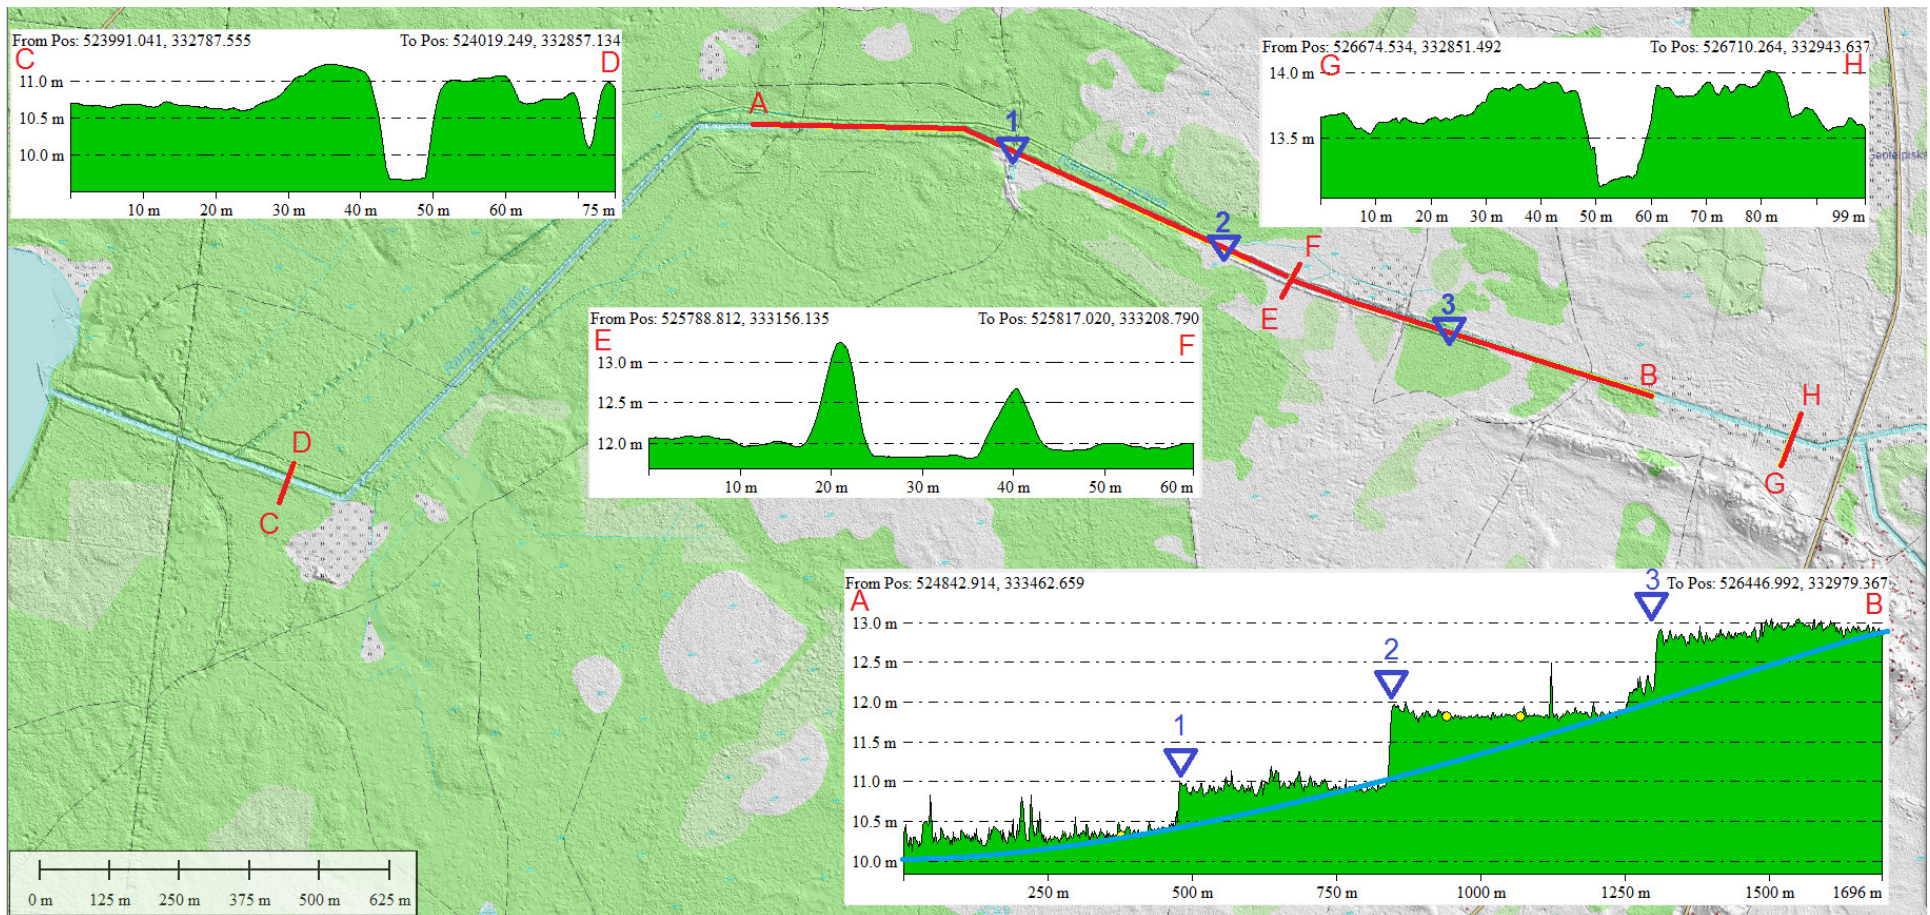 From Pos: 523991.041, 332787.555
To Pos: 524019.249, 332857.134
C
D
11.0 m
10.5 m
10.0 m
10 m
20 m
30 m
40 m
50 m
60 m
75 m
From Pos: 526674.534, 332851.492
To Pos: 526710.264, 332943.637
G
H
14.0 m
13.5 m
10 m
20 m
30 m
40 m
50 m
60 m
70 m
80 m
99 m
A
1
2
F
E
3
B
H
G
D
C
From Pos: 525788.812, 333156.135
To Pos: 525817.020, 333208.790
E
F
13.0 m
12.5 m
12.0 m
10 m
20 m
30 m
40 m
50 m
60 m
From Pos: 524842.914, 333462.659
3
To Pos: 526446.992, 332979.367
A
B
13.0 m
12.5 m
12.0 m
11.5 m
11.0 m
10.5 m
10.0 m
2
1
250 m
500 m
750 m
1000 m
1250 m
1500 m
1696 m
0 m
125 m
250 m
375 m
500 m
625 m